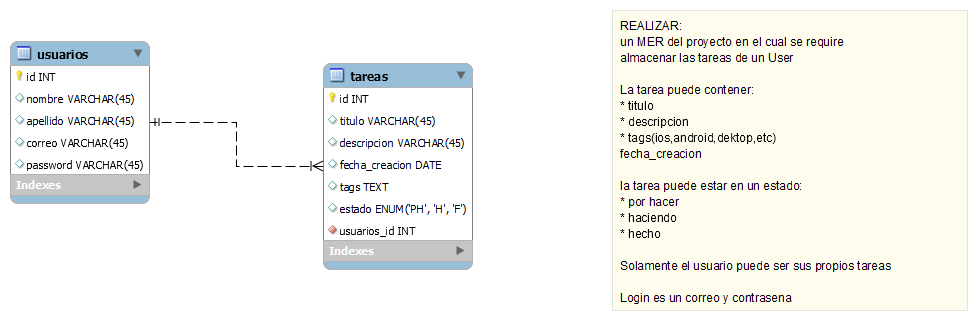 usuarios
id INT
nombre VARCHAR(45)
apellido VARCHAR(45)
correo VARCHAR(45)
password VARCHAR(45)
Indexes
tareas
id INT
titulo VARCHAR(45)
descripcion VARCHAR(45)
fecha_creacion DATE
tags TEXT
estado ENUM('PH', 'H', 'F')
usuarios_id INT
Indexes
REALIZAR:
un MER del proyecto en el cual se require
almacenar las tareas de un User
La tarea puede contener:
* titulo
* descripcion
* tags(ios,android,dektop,etc)
fecha_creacion
la tarea puede estar en un estado:
* por hacer
* haciendo
* hecho
Solamente el usuario puede ser sus propios tareas
Login es un correo y contrasena